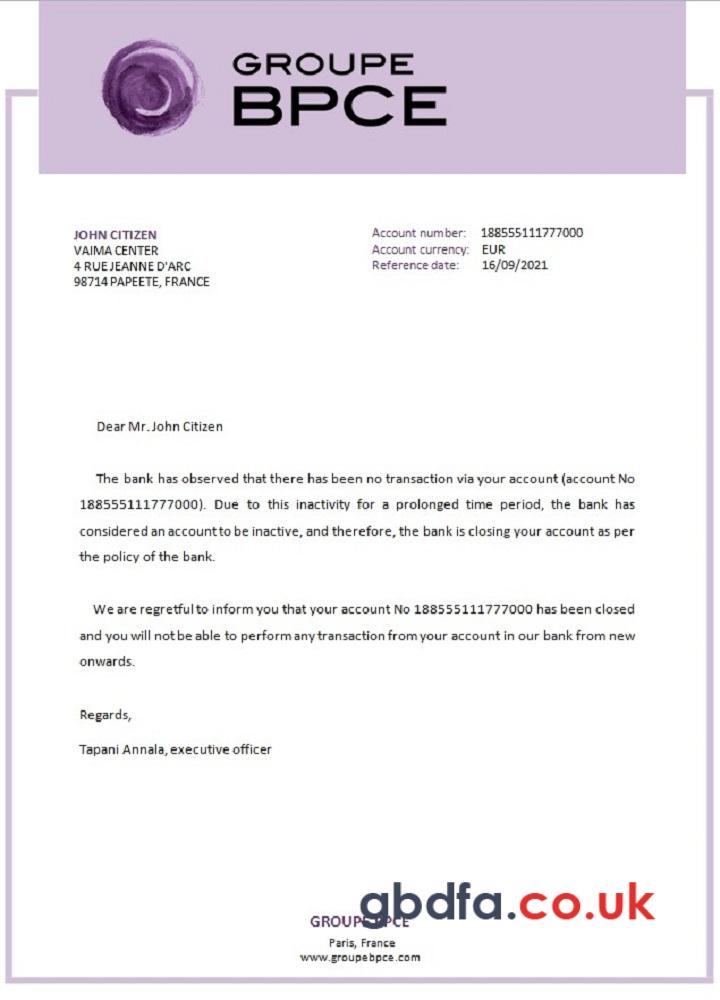 GROUPE
BPCE
JOHN CITIZEN
VAIMA CENTER
4 RUE JEANNE D'ARC
98714 PAPEETE, FRANCE
Account number: 188555111777000
Account currency: EUR
Reference date: 16/09/2021
Dear Mr. John Citizen
The bank has observed that there has been no transaction via your account (account No
188555111777000). Due to this inactivity for a prolonged time period, the bank has
considered an account to be inactive, and therefore, the bank is closing your account as per
the policy of the bank.
We are regretful to inform you that your account No 188555111777000 has been closed
and you will not be able to perform any transaction from your account in our bank from new
onwards.
Regards,
Tapani Annala, executive officer
gbdfa.co.uk
GROUPE BPCE
Paris, France
www.groupebpce.com